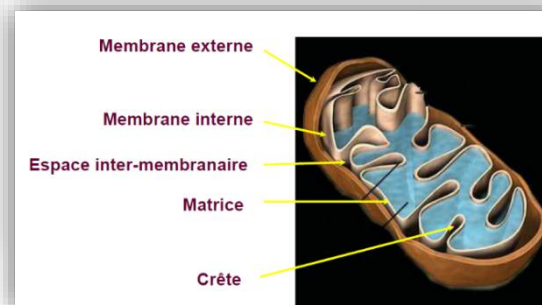 Membrane externe
Membrane interne
Espace inter-membranaire
Matrice
Crête